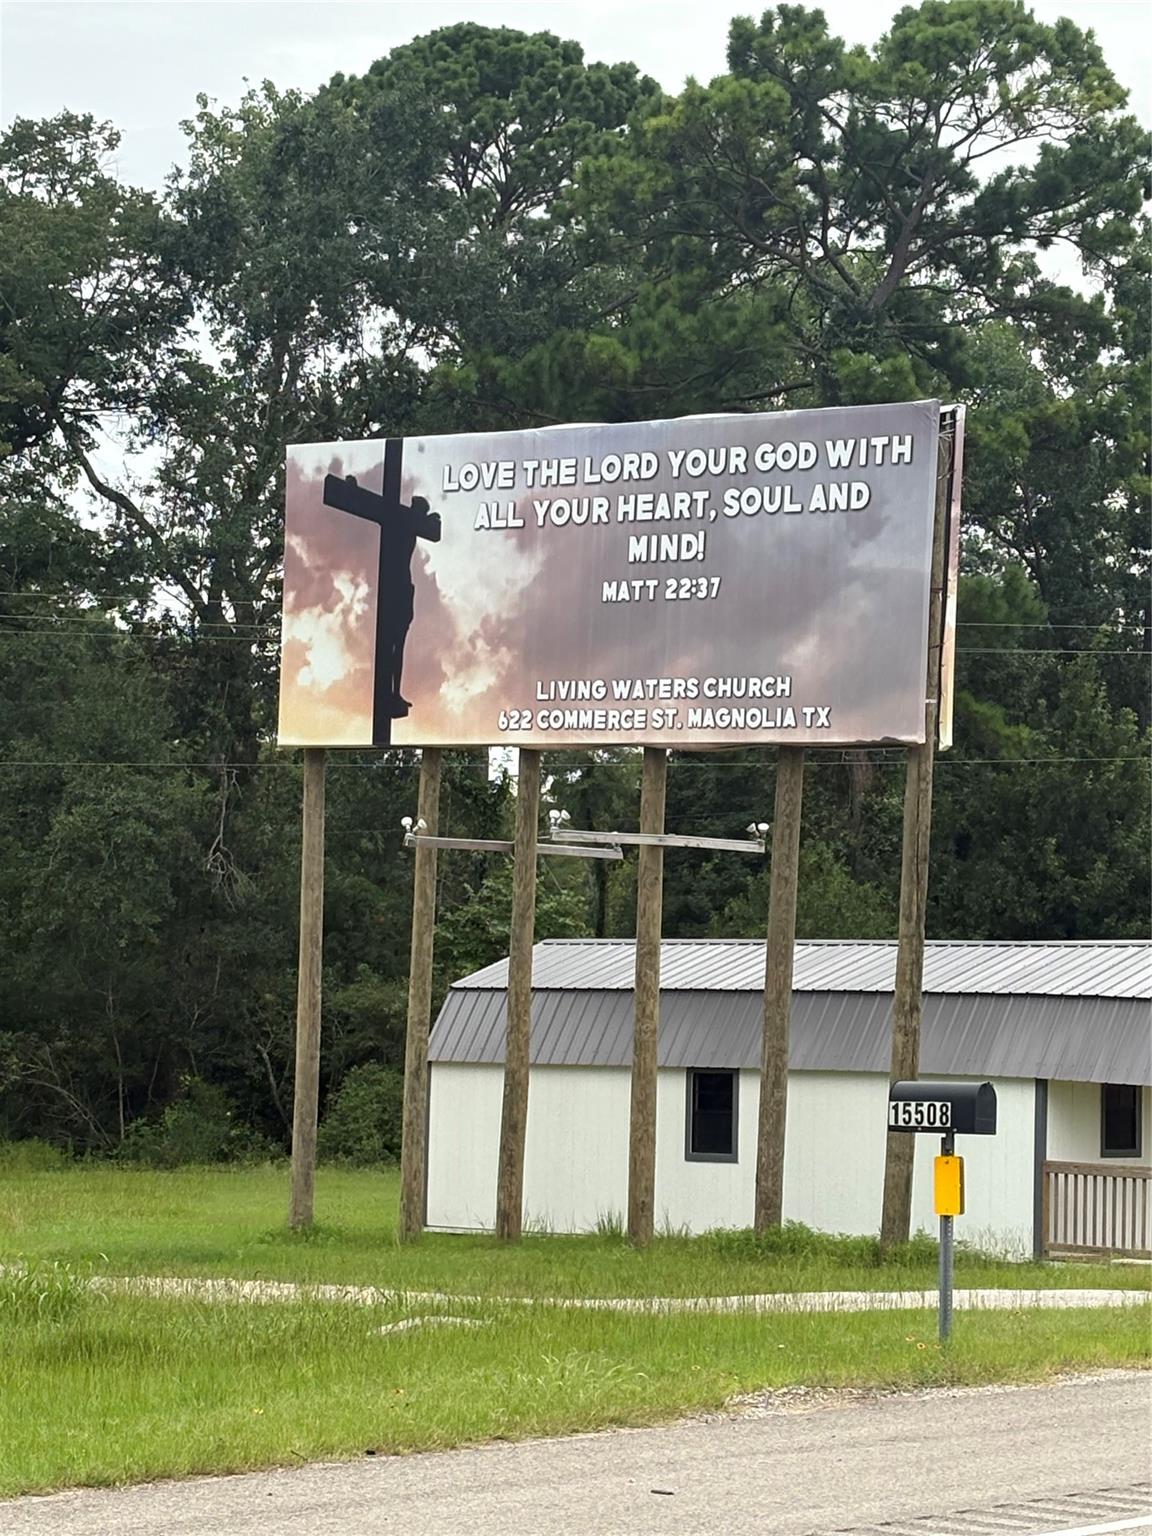 LOVE THE LORD YOUR GOD WITH
ALL YOUR HEART, SOUL AND
MIND!
MATT 22:37
LIVING WATERS CHURCH
622 COMMERCE ST. MAGNOLIA TX
15508